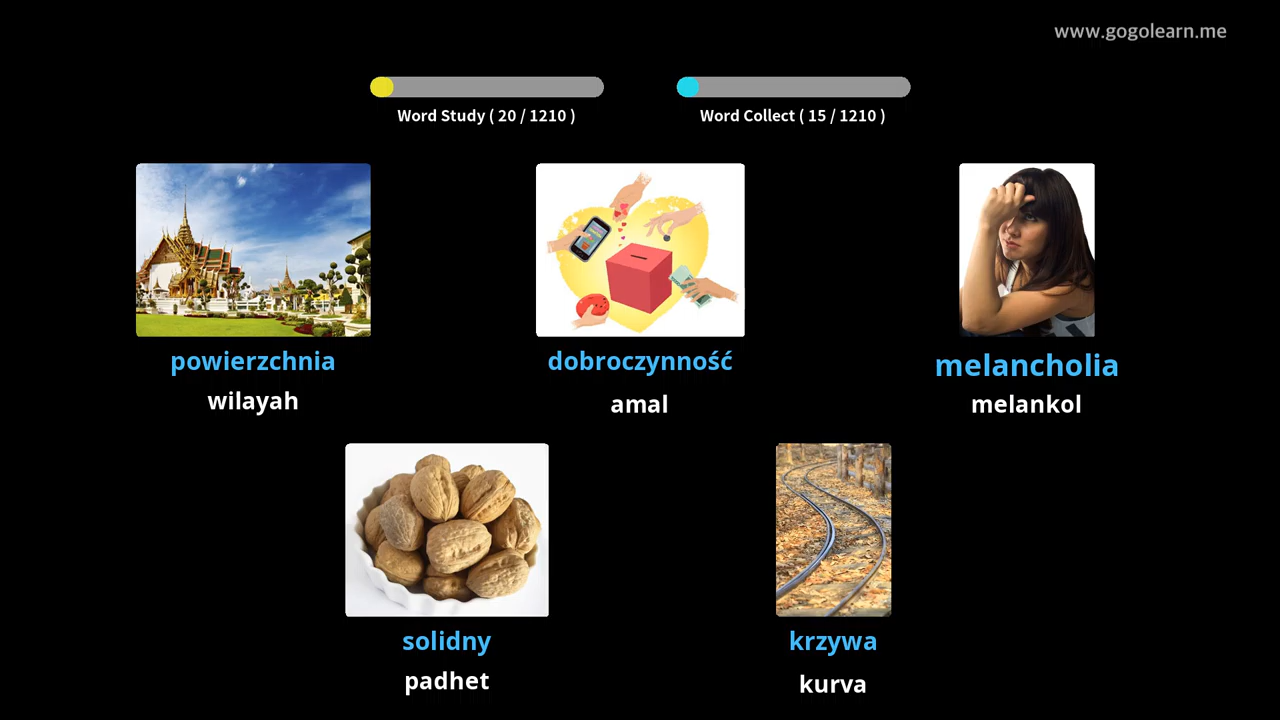 www.gogolearn.me
Word Study ( 20 / 1210 )
Word Collect ( 15 / 1210 )
powierzchnia
wilayah
dobroczynność
amal
melancholia
melankol
solidny
padhet
krzywa
kurva